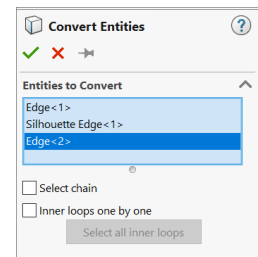 Convert Entities
?
Entities to Convert
Edge<1>
Silhouette Edge<1>
Edge<2>
Select chain
Inner loops one by one
Select all inner loops